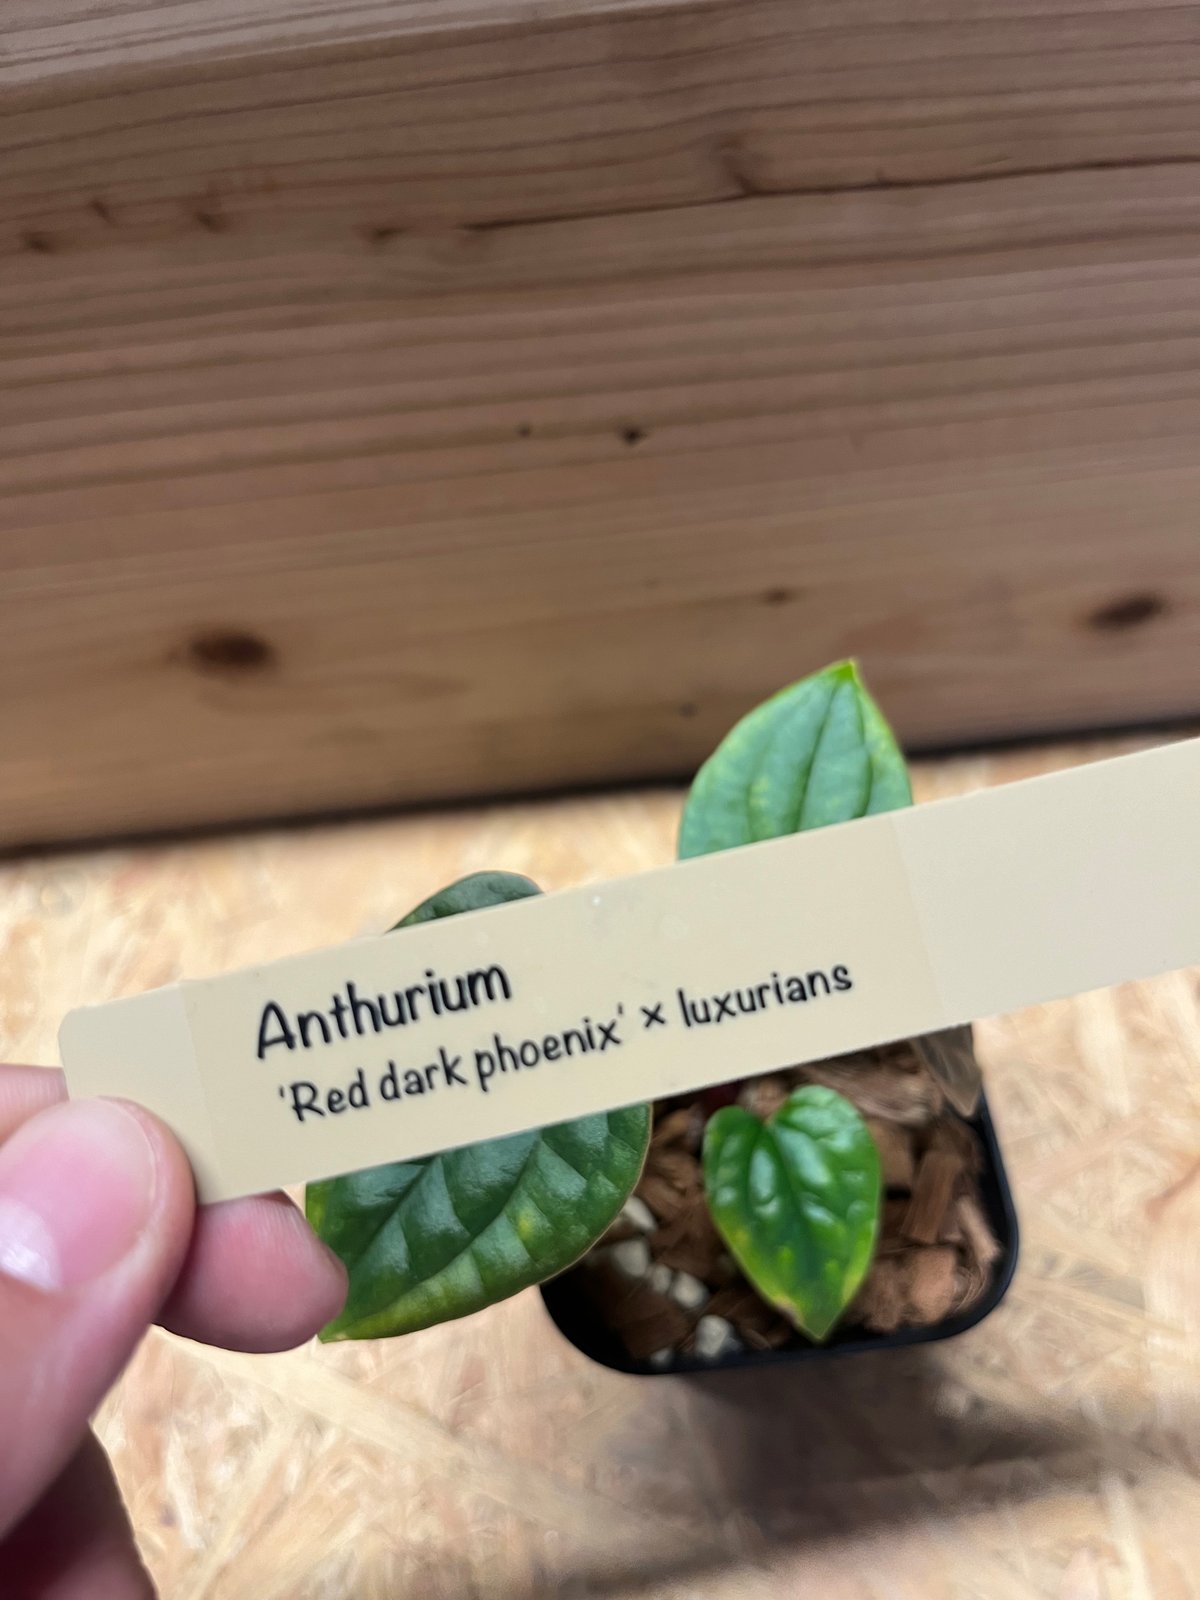 Anthurium
'Red dark phoenix' × luxurians